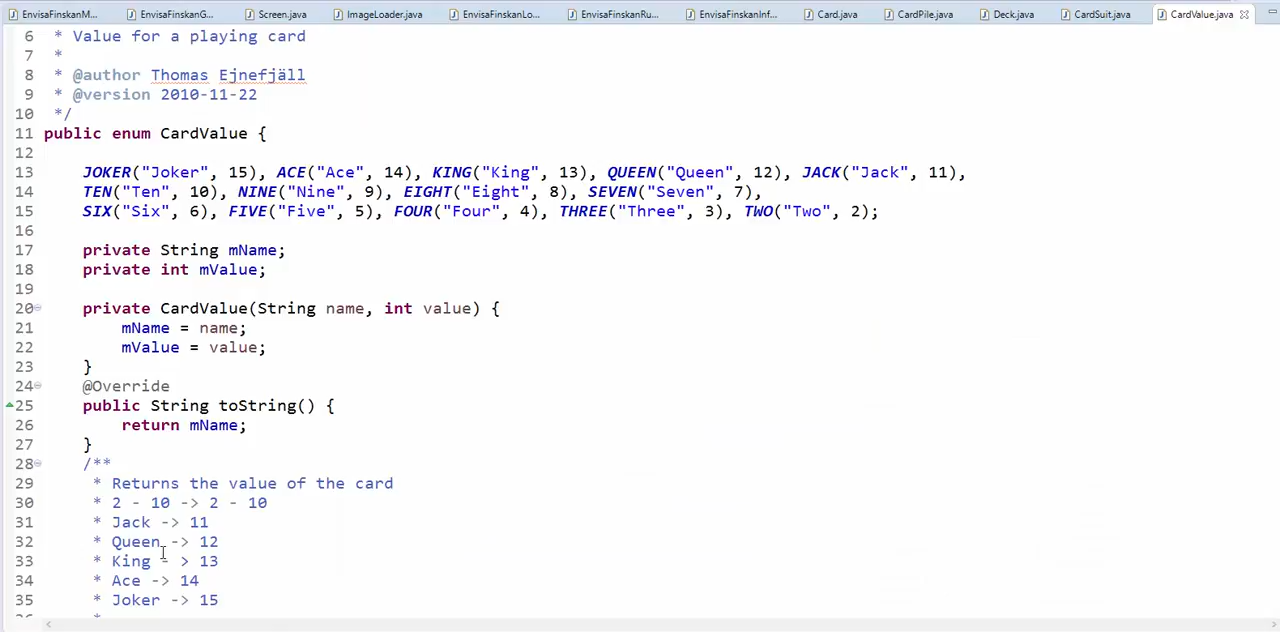 EnvisaFinskanM... EnvisaFinskanG... Screen.java ImageLoader.java EnvisaFinskanLo... EnvisaFinskanRu... EnvisaFinskanInf... Card.java CardPile.java Deck.java CardSuit.java CardValue.java
6 * Value for a playing card
7 *
8 * @author Thomas Ejnefjäll
9 * @version 2010-11-22
10 */
11 public enum CardValue {
12
13 JOKER("Joker", 15), ACE("Ace", 14), KING("King", 13), QUEEN("Queen", 12), JACK("Jack", 11),
14 TEN("Ten", 10), NINE("Nine", 9), EIGHT("Eight", 8), SEVEN("Seven", 7),
15 SIX("Six", 6), FIVE("Five", 5), FOUR("Four", 4), THREE("Three", 3), TWO("Two", 2);
16
17 private String mName;
18 private int mValue;
19
20 private CardValue(String name, int value) {
21 mName = name;
22 mValue = value;
23 }
24 @Override
25 public String toString() {
26 return mName;
27 }
28 /**
29 * Returns the value of the card
30 * 2 - 10 -> 2 - 10
31 * Jack -> 11
32 * Queen -> 12
33 * King - > 13
34 * Ace -> 14
35 * Joker -> 15